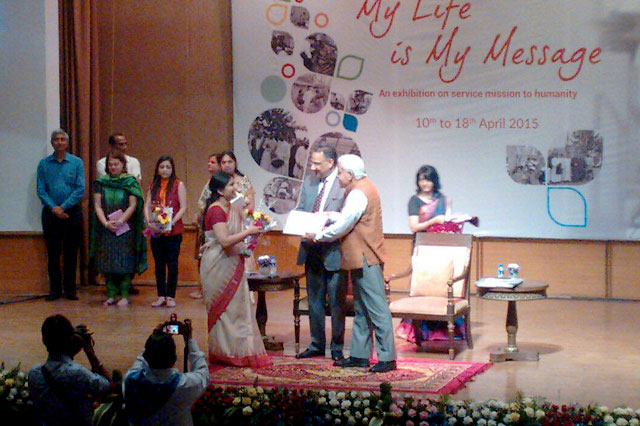 My Life
is My Message
An exhibition on service mission to humanity
10th to 18th April 2015